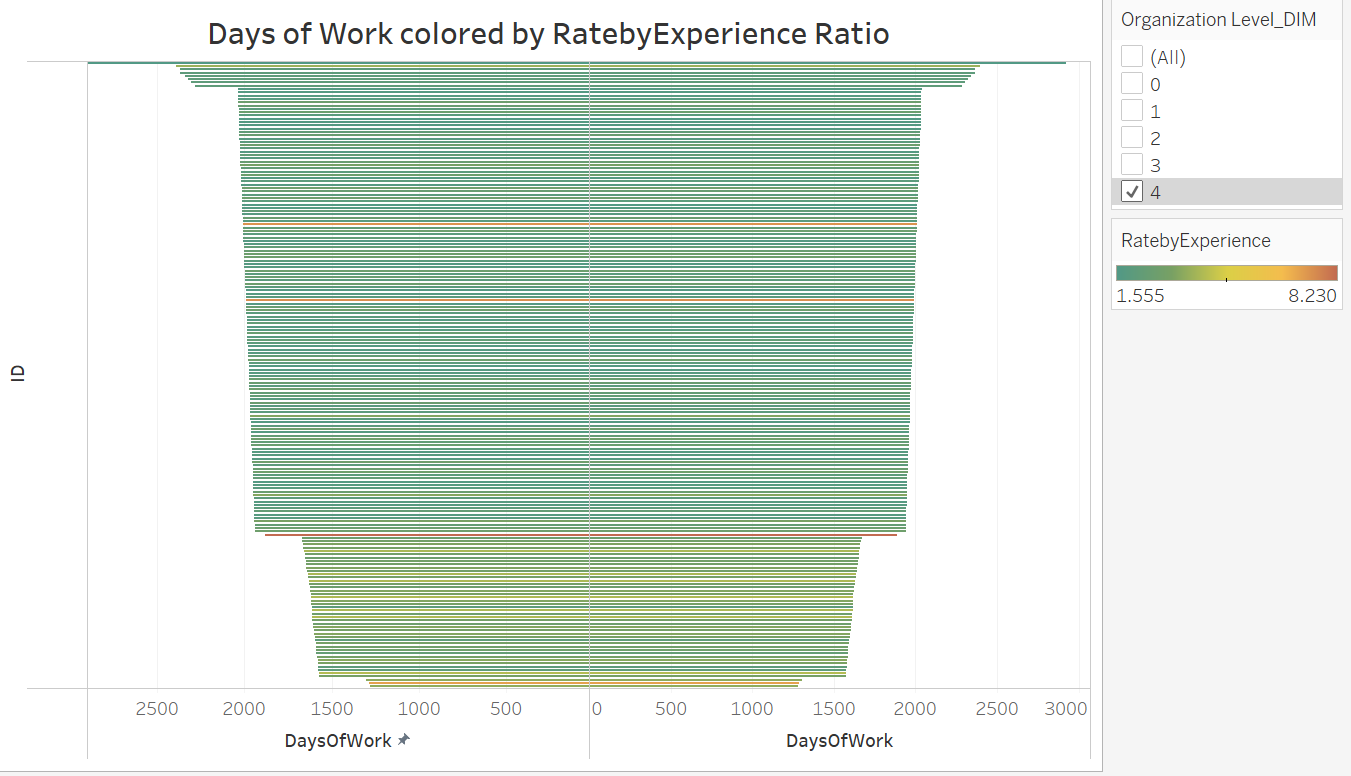 Days of Work colored by RatebyExperience Ratio
ID
2500 2000 1500 1000 500 0 500 1000 1500 2000 2500 3000
DaysOfWork DaysOfWork
Organization Level_DIM
(All)
0
1
2
3
4
RatebyExperience
1.555 8.230